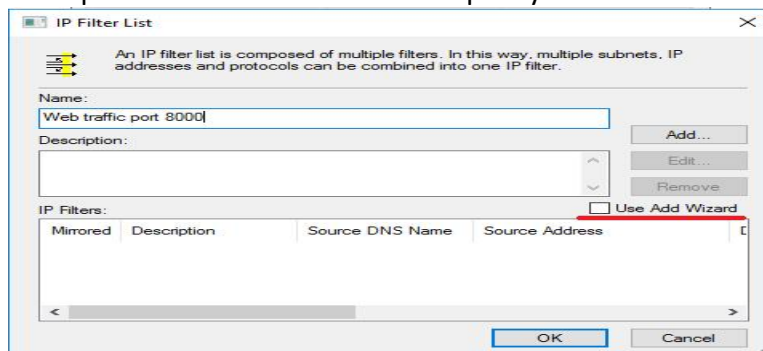 IP Filter List
An IP filter list is composed of multiple filters. In this way, multiple subnets, IP
addresses and protocols can be combined into one IP filter.
Name:
Web traffic port 8000
Add...
Description:
Edit...
Remove
IP Filters:
Use Add Wizard
Mirrored Description Source DNS Name Source Address
OK Cancel